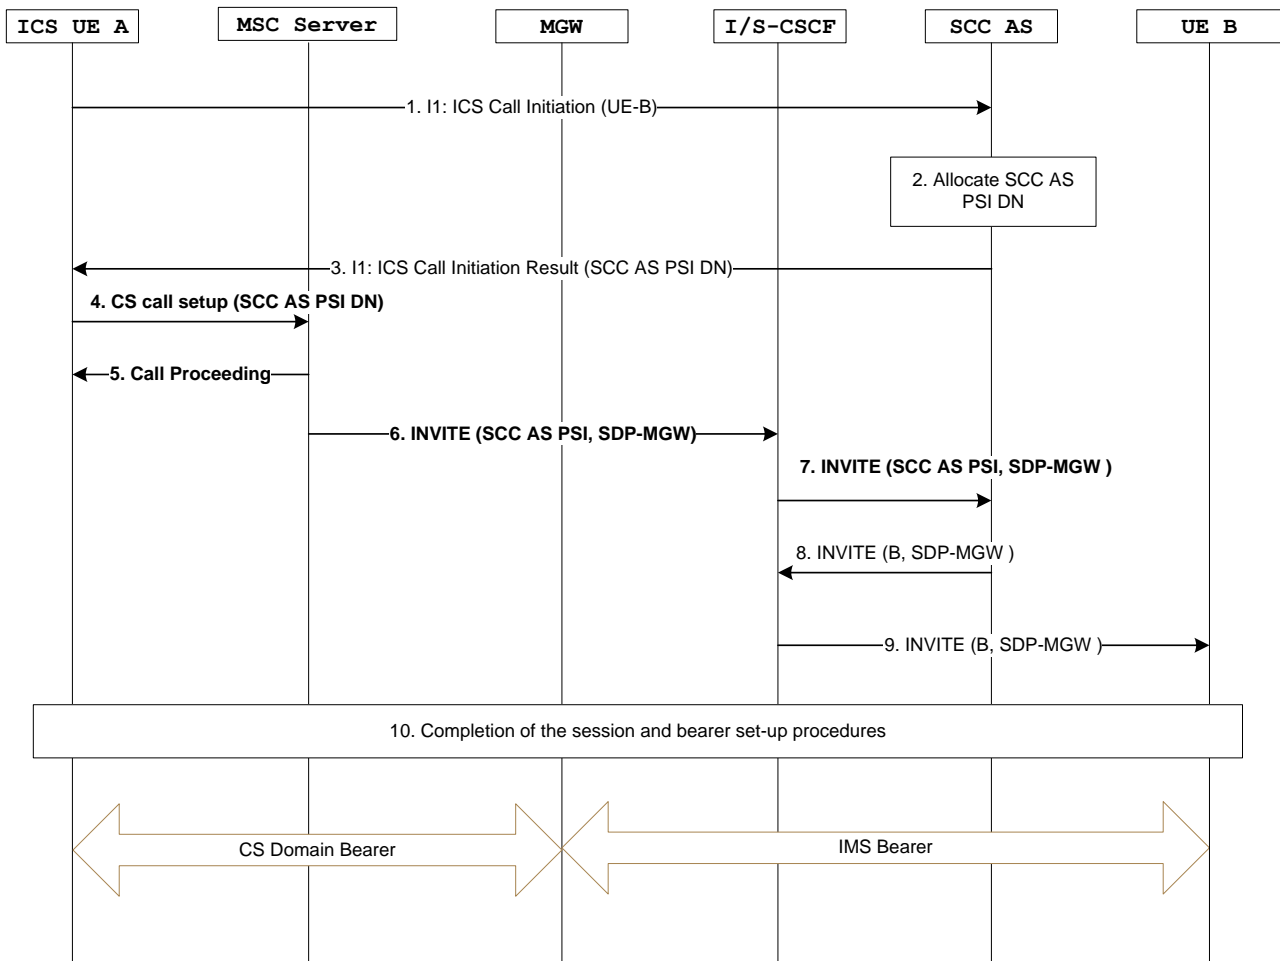 ICS UE A
MSC Server
MGW
I/S-CSCF
SCC AS
UE B
1. I1: ICS Call Initiation (UE-B)
2. Allocate SCC AS
PSI DN
3. I1: ICS Call Initiation Result (SCC AS PSI DN)
4. CS call setup (SCC AS PSI DN)
5. Call Proceeding
6. INVITE (SCC AS PSI, SDP-MGW)
7. INVITE (SCC AS PSI, SDP-MGW )
8. INVITE (B, SDP-MGW )
9. INVITE (B, SDP-MGW )
10. Completion of the session and bearer set-up procedures
CS Domain Bearer
IMS Bearer